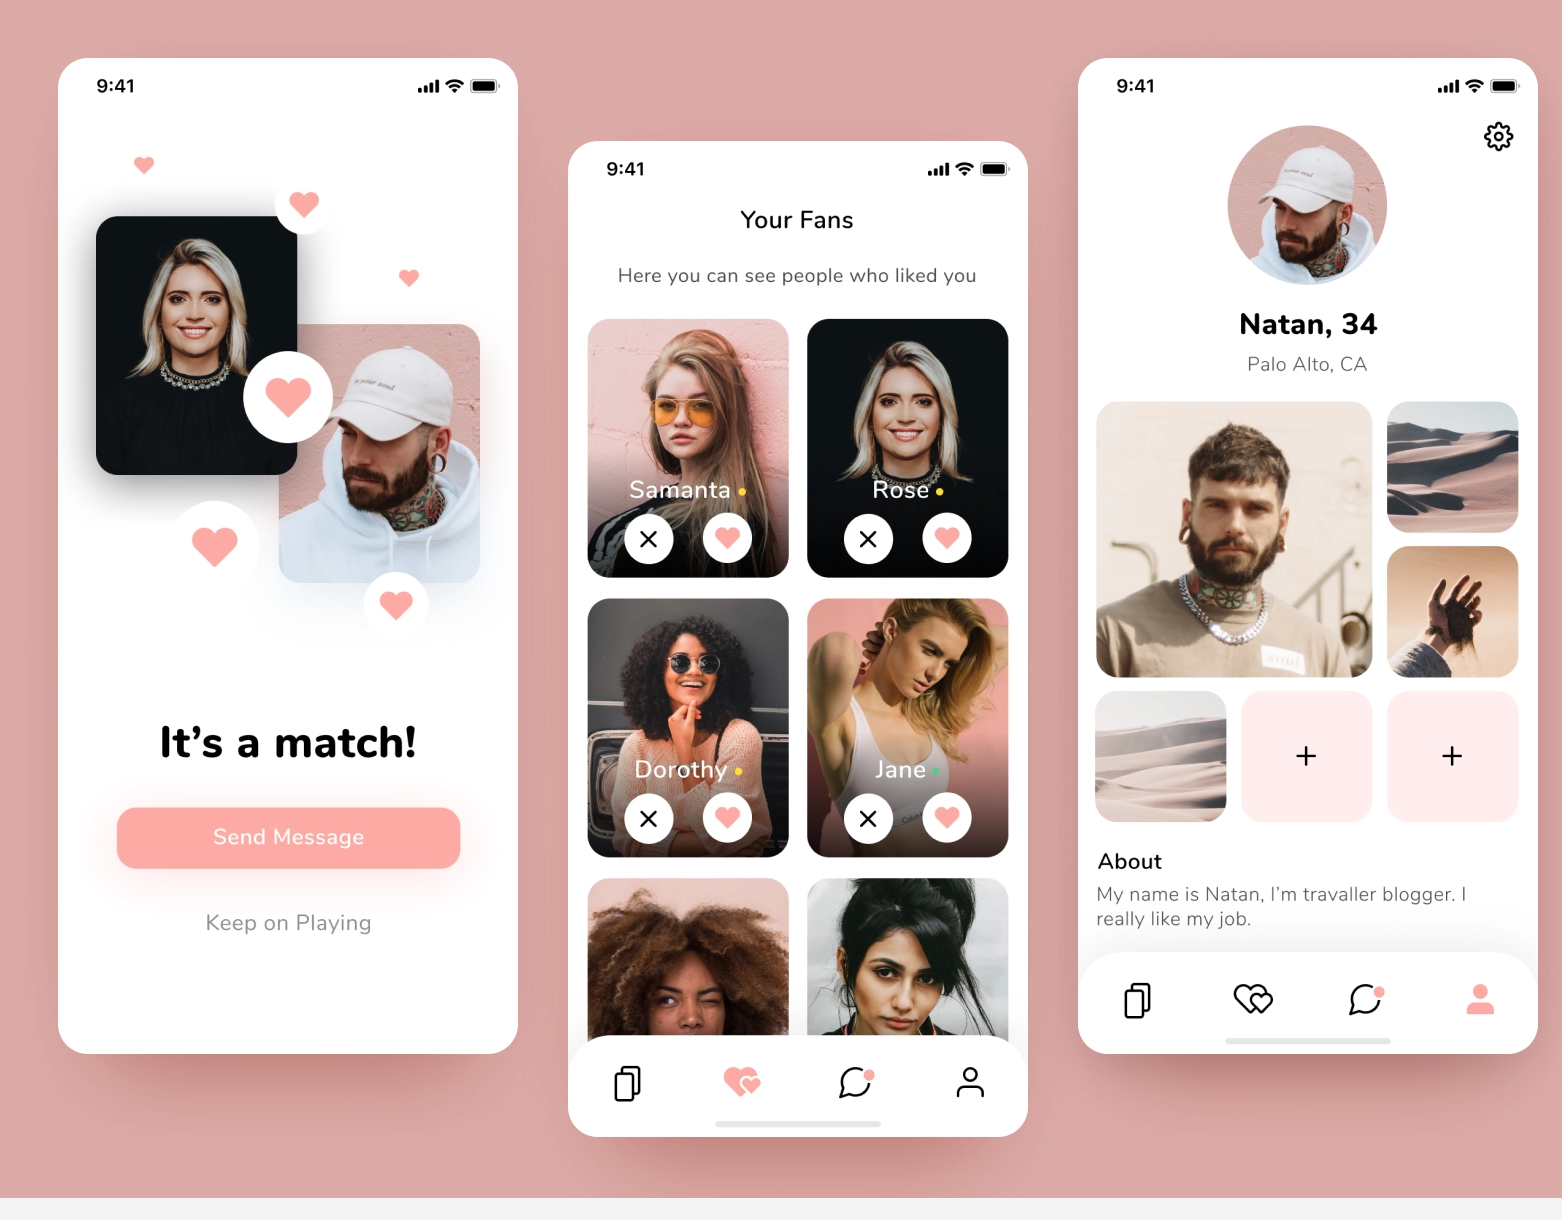 9:41
It's a match!
Send Message
Keep on Playing
9:41
Your Fans
Here you can see people who liked you
Samanta
Rose
Dorothy
Jane
9:41
Natan, 34
Palo Alto, CA
soul
About
My name is Natan, I'm travaller blogger. I
really like my job.